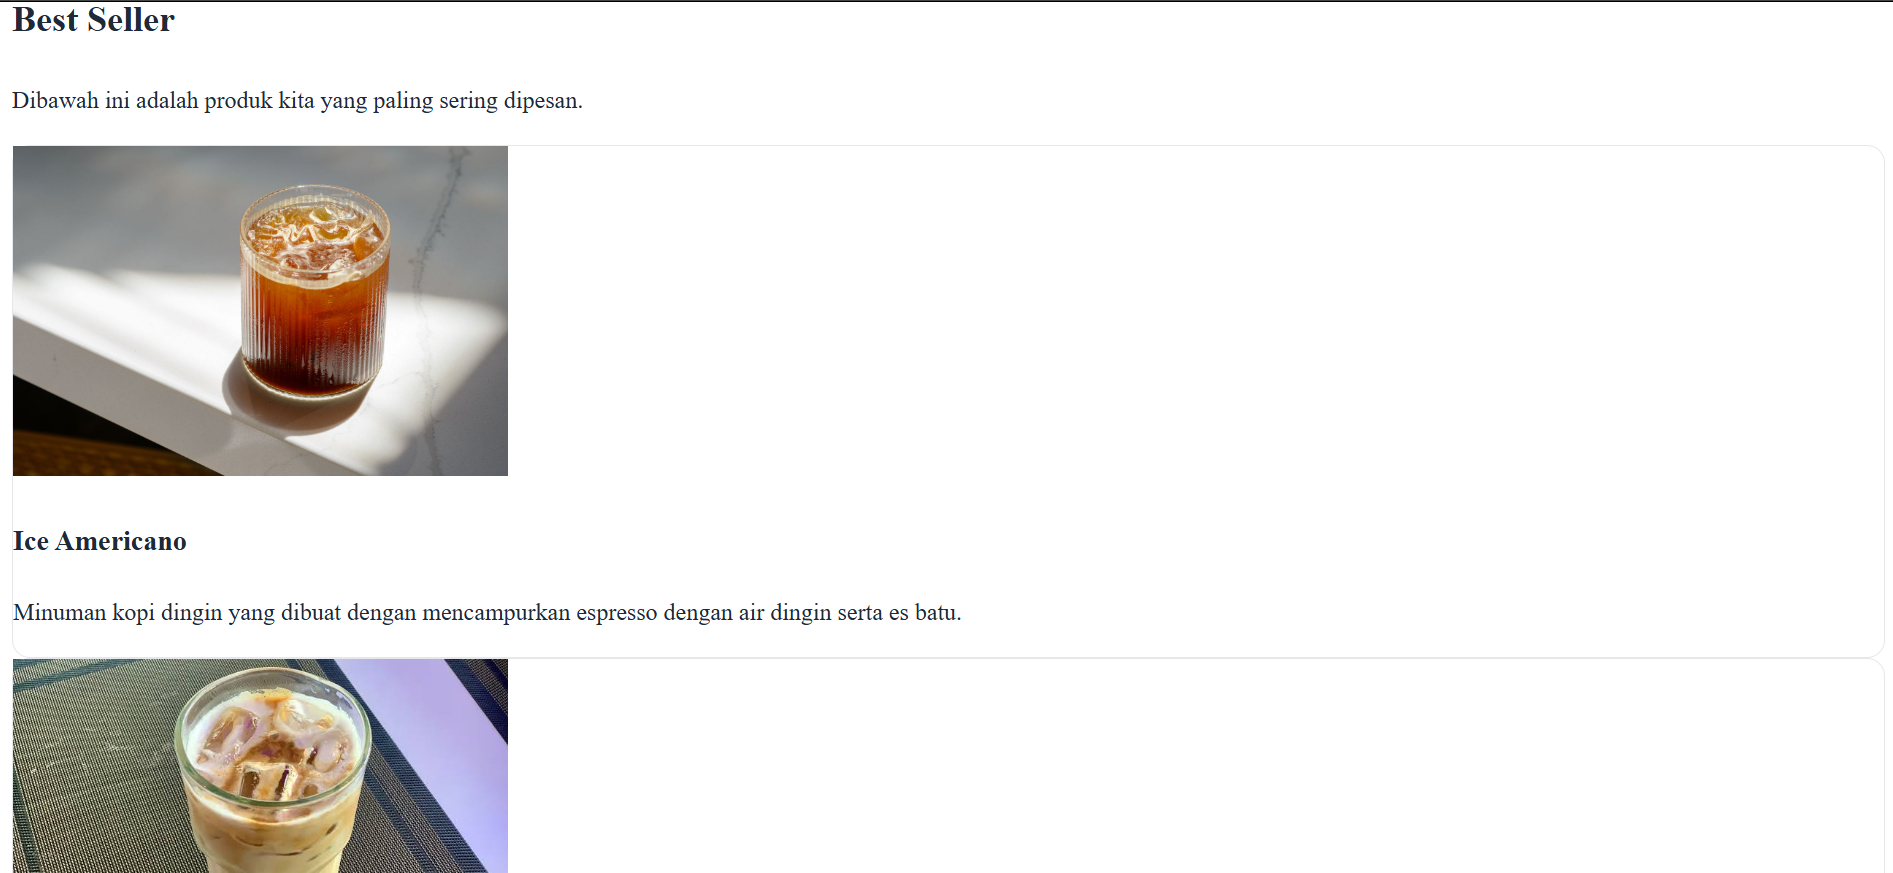 Best Seller
Dibawah ini adalah produk kita yang paling sering dipesan.
Ice Americano
Minuman kopi dingin yang dibuat dengan mencampurkan espresso dengan air dingin serta es batu.